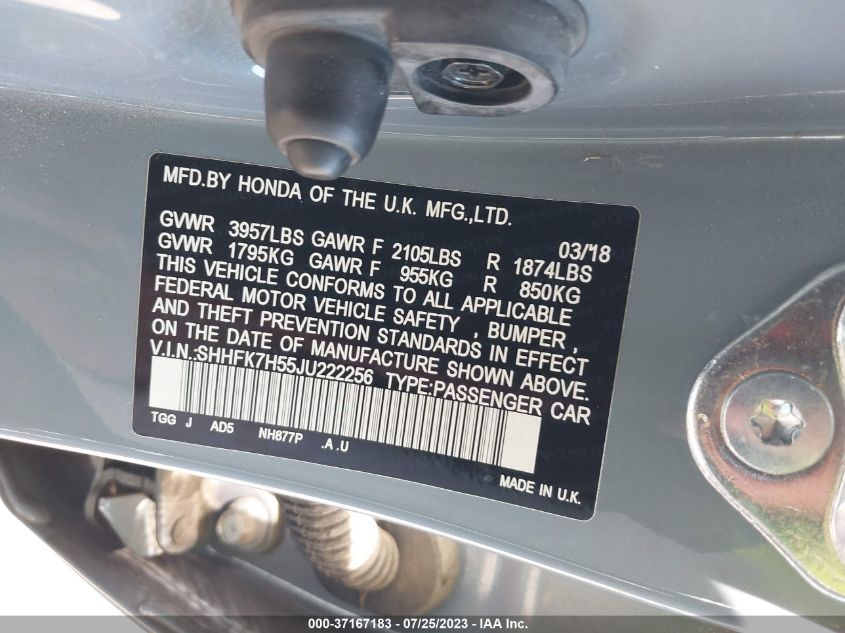 MFD.BY HONDA OF THE U.K. MFG.,LTD.
03/'18
GVWR 3957LBS GAWR F 2105LBS R 1874LBS
GVWR 1795KG GAWR F 955KG R 850KG
THIS VEHICLE CONFORMS TO ALL APPLICABLE
FEDERAL MOTOR VEHICLE SAFETY , BUMPER ,
AND THEFT PREVENTION STANDARDS IN EFFECT
ON THE DATE OF MANUFACTURE SHOWN ABOVE.
V.I.N.:SHHFK7H55JU222256 TYPE:PASSENGER CAR
TGG J AD5 NH877P .A .U
MADE IN U.K.
000-37167183 / 07/25/2023 - IAA Inc.